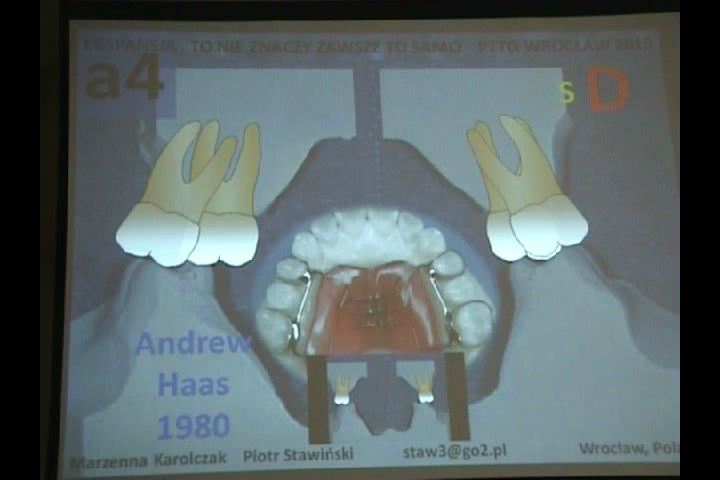 EKSPANSJA , TO NIE ZNACZY ZAWSZE TO SAMO PTTO WROCŁAW 2015
a4
s D
Andrew
Haas
1980
Marzenna Karolczak Piotr Stawiński staw3@go2.pl Wrocław,